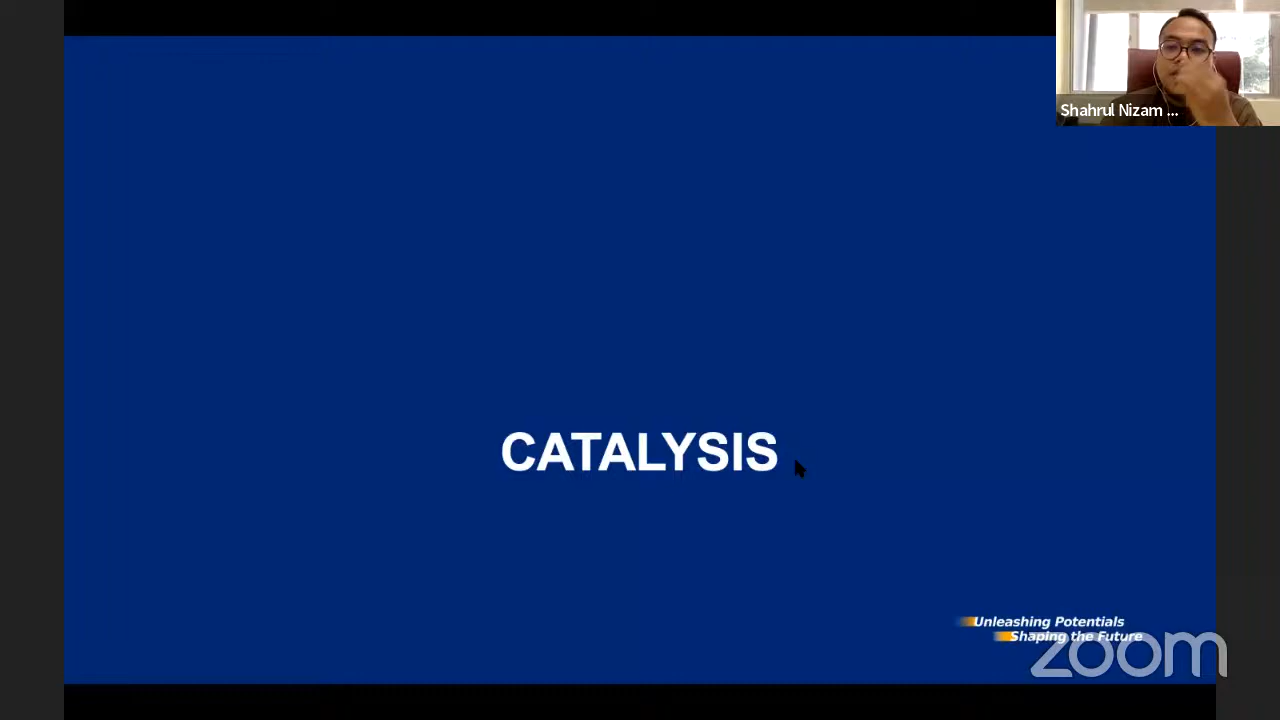 Shahrul Nizam ...
CATALYSIS
Unleashing Potentials
Shaping the Future
zoom